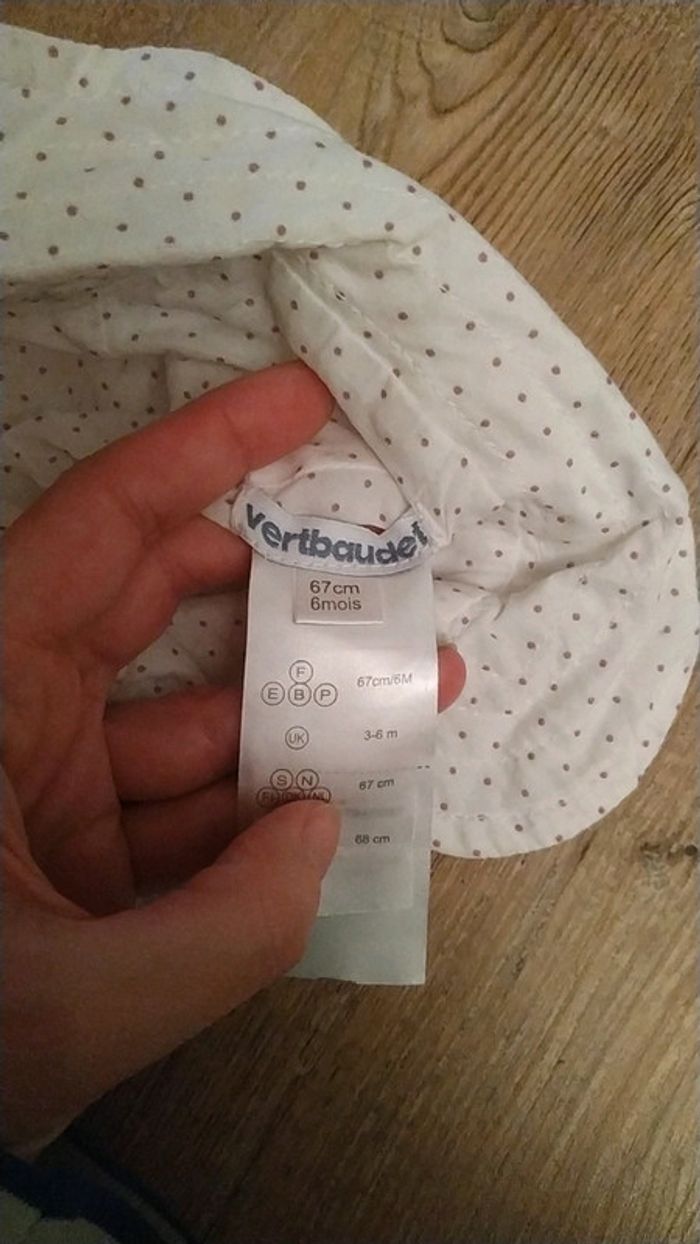 vertbaudet
67cm
6mois
F
E B P 67cm/6M
UK 3-6 m
S N 67 cm
68 cm